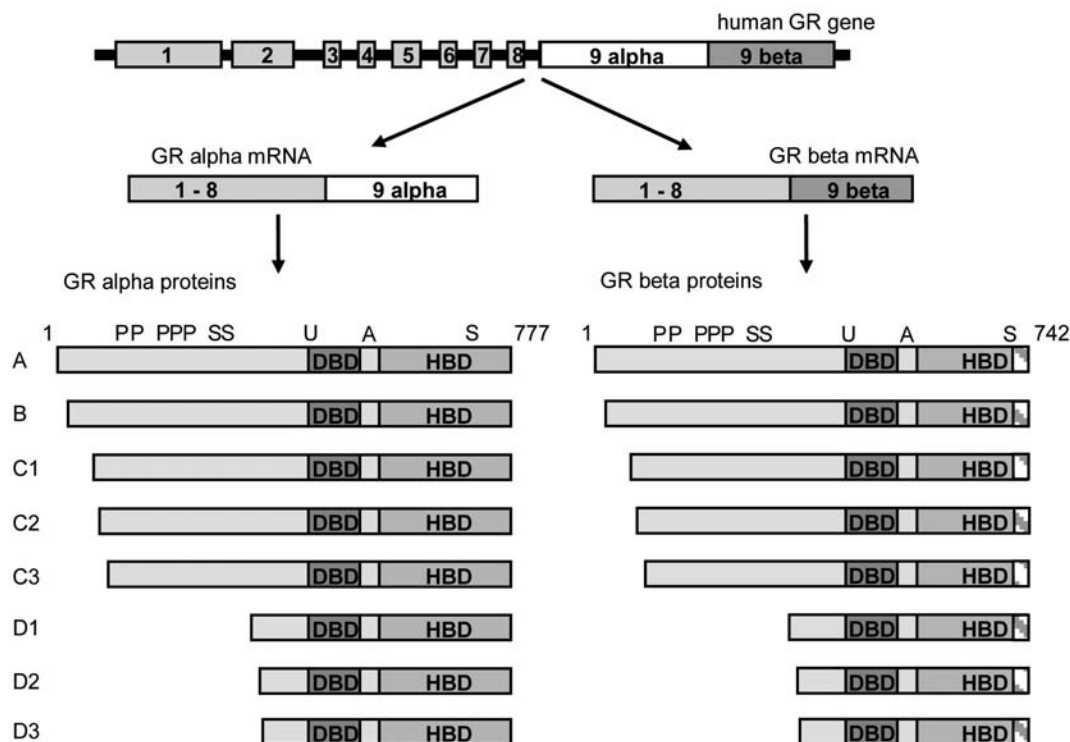 human GR gene
1 2 3 4 5 6 7 8 9 alpha 9 beta
GR alpha mRNA
1 - 8 9 alpha
GR beta mRNA
1 - 8 9 beta
GR alpha proteins
1 PP PPP SS U A S 777
A DBD HBD
B DBD HBD
C1 DBD HBD
C2 DBD HBD
C3 DBD HBD
D1 DBD HBD
D2 DBD HBD
D3 DBD HBD
GR beta proteins
1 PP PPP SS U A S 742
DBD HBD
DBD HBD
DBD HBD
DBD HBD
DBD HBD
DBD HBD
DBD HBD
DBD HBD